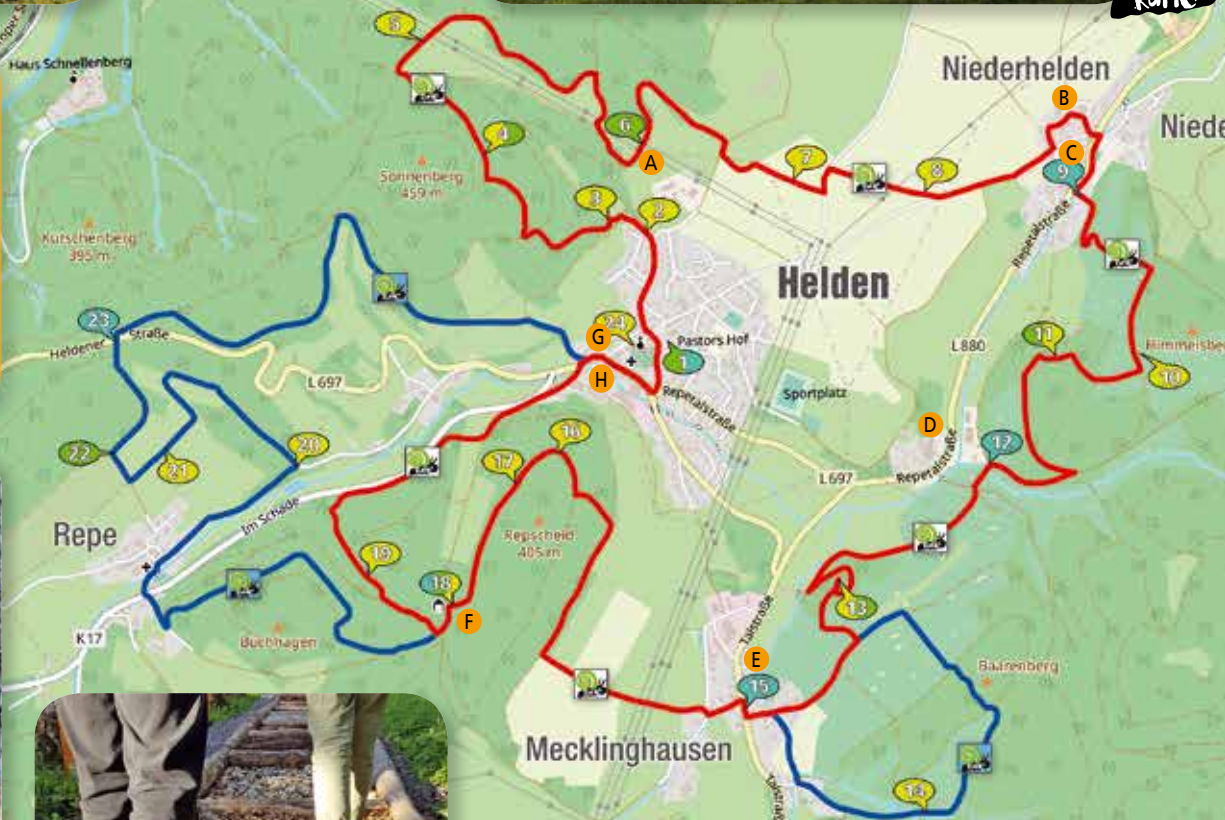 Haus Schnellenberg
5
Niederhelden
B
6
4
A
C
7
8
9
Sonnenberg
459 m
3
2
Kutschenberg
395 m
Repetalstraße
Helden
23
Heldener Straße
G
24
Pastors Hof
1
L 880
11
10
L 697
H
Repetalstraße
Sportplatz
D
22
21
20
16
17
12
L 697
Repetalstraße
Repe
Im Schade
Repscheid
405 m
19
18
F
13
K17
Buchhagen
Talstraße
E
15
Baarenberg
Mecklinghausen
14